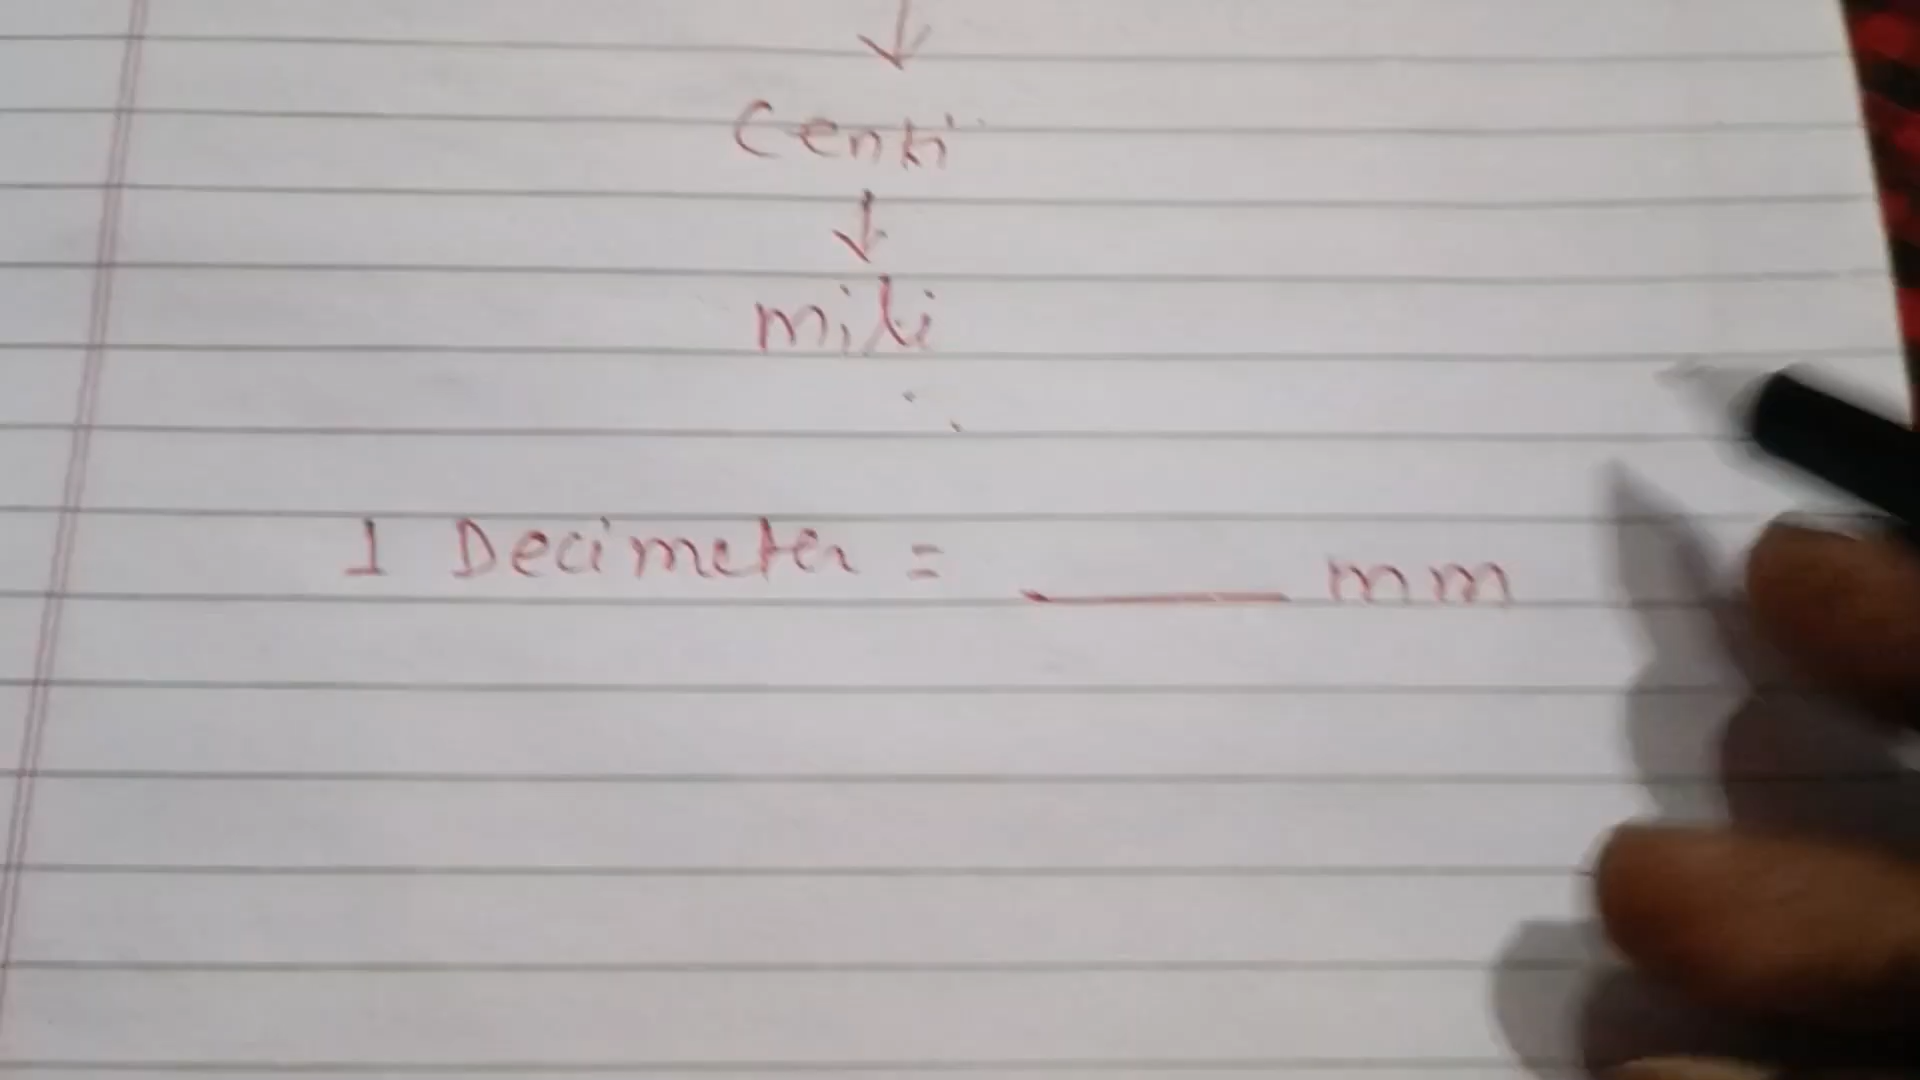 ↓
Centi
↓
mili
1 Decimeter = ____ mm